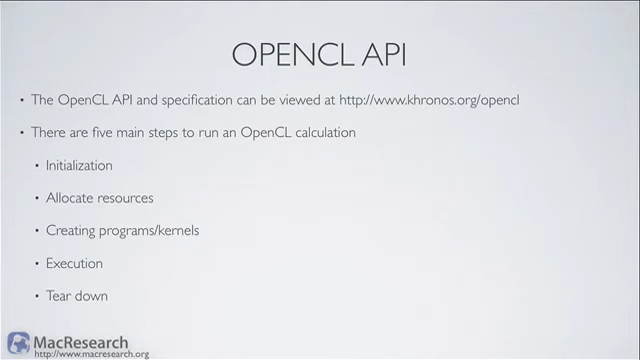 OPENCL API
• The OpenCL API and specification can be viewed at http://www.khronos.org/opencl
• There are five main steps to run an OpenCL calculation
• Initialization
• Allocate resources
• Creating programs/kernels
• Execution
• Tear down
MacResearch
http://www.macresearch.org